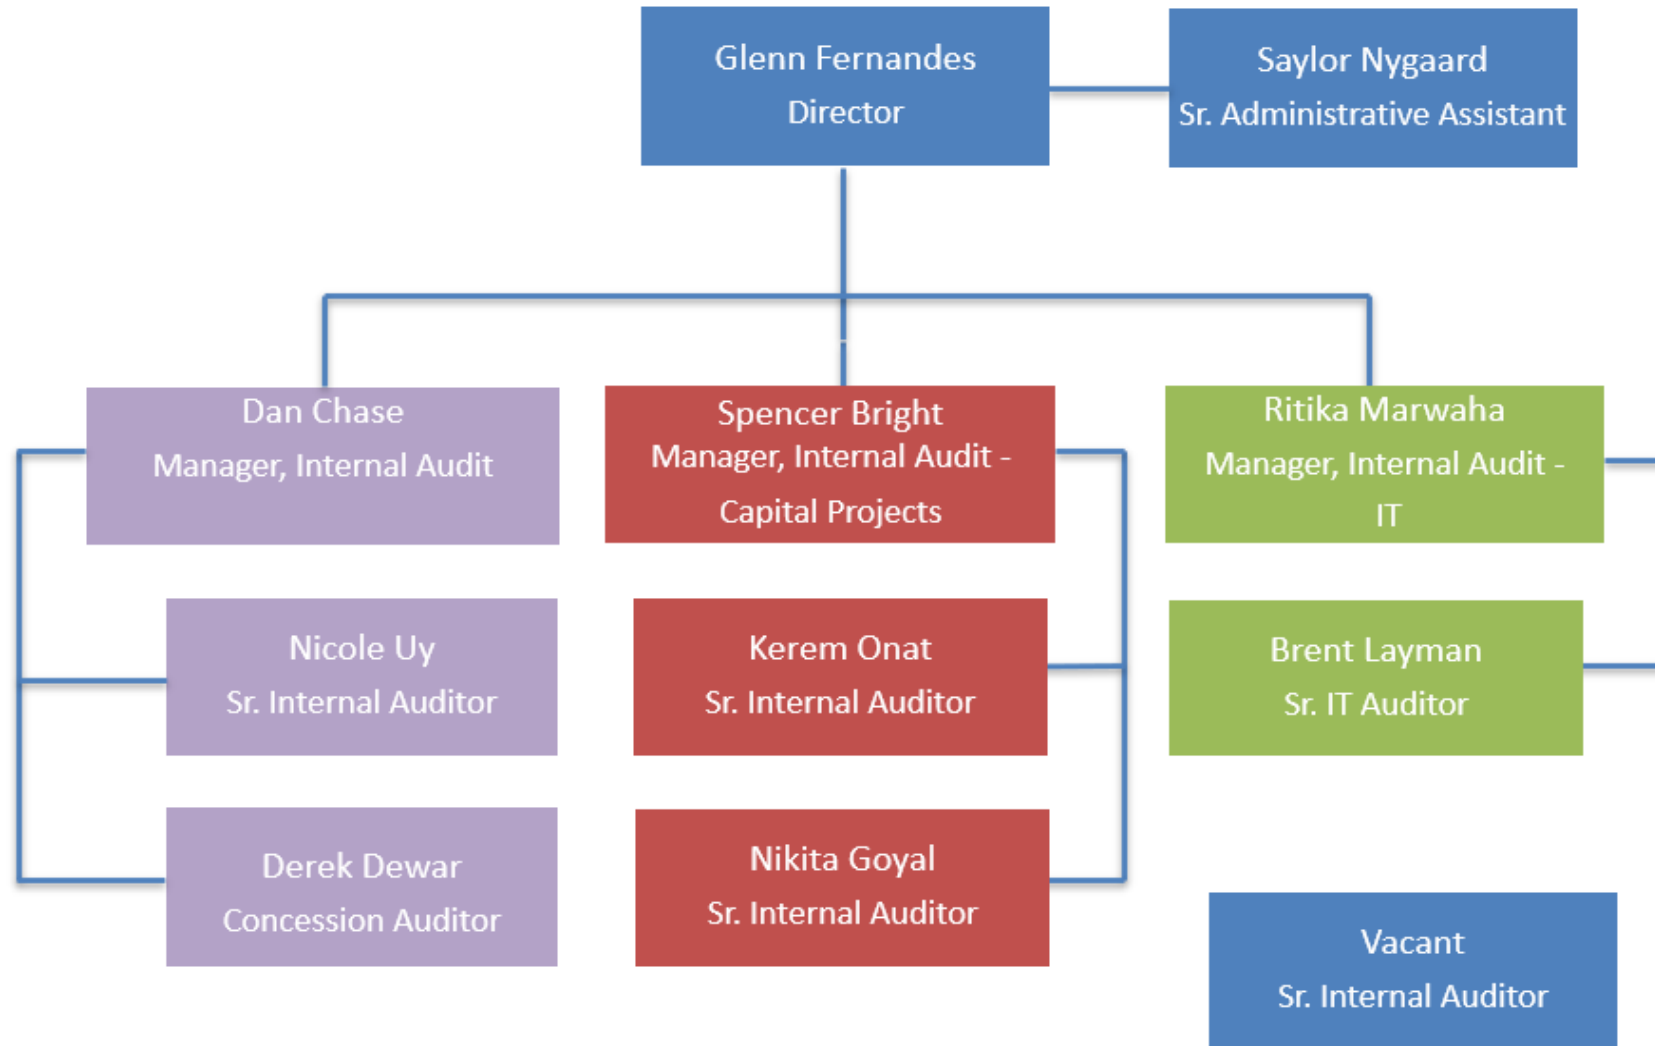 Glenn Fernandes
Director
Saylor Nygaard
Sr. Administrative Assistant
Dan Chase
Manager, Internal Audit
Spencer Bright
Manager, Internal Audit -
Capital Projects
Ritika Marwaha
Manager, Internal Audit -
IT
Nicole Uy
Sr. Internal Auditor
Kerem Onat
Sr. Internal Auditor
Brent Layman
Sr. IT Auditor
Derek Dewar
Concession Auditor
Nikita Goyal
Sr. Internal Auditor
Vacant
Sr. Internal Auditor